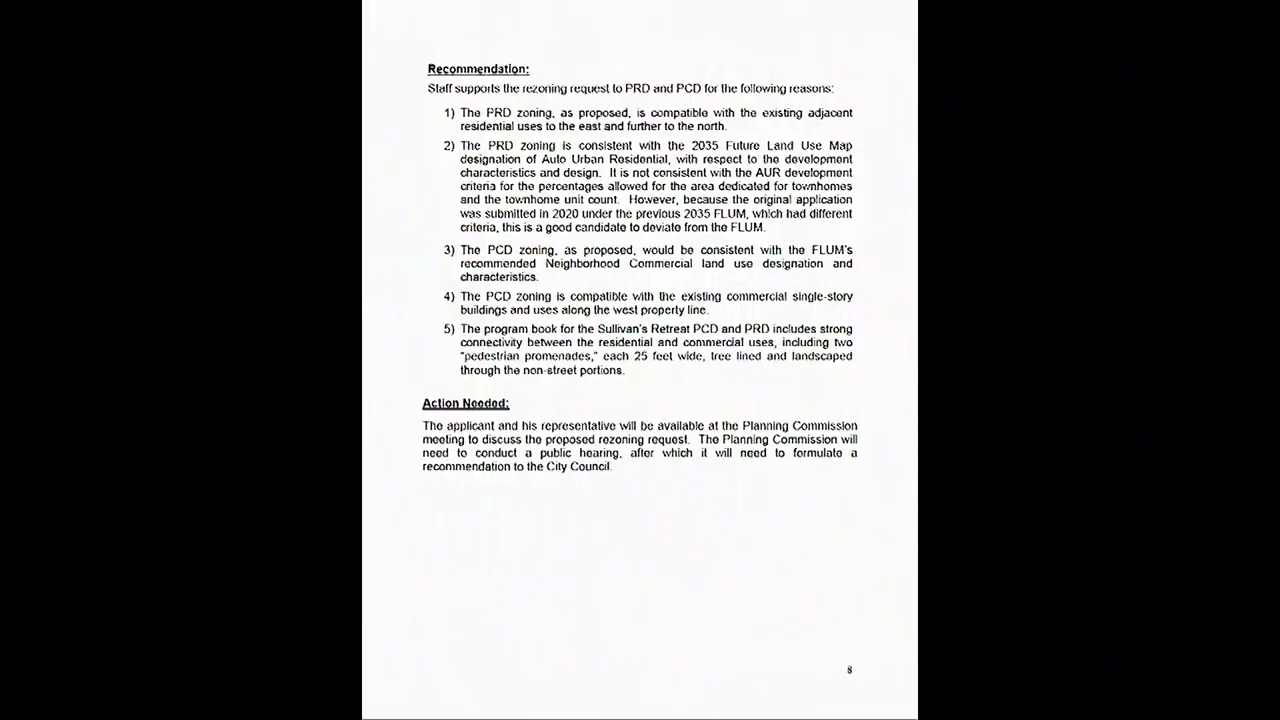 Recommendation:
Staff supports the rezoning request to PRD and PCD for the following reasons:
1) The PRD zoning, as proposed, is compatible with the existing adjacent
residential uses to the east and further to the north.
2) The PRD zoning is consistent with the 2035 Future Land Use Map
designation of Auto Urban Residential, with respect to the development
characteristics and design. It is not consistent with the AUR development
criteria for the percentages allowed for the area dedicated for townhomes
and the townhome unit count. However, because the original application
was submitted in 2020 under the previous 2035 FLUM, which had different
criteria, this is a good candidate to deviate from the FLUM.
3) The PCD zoning, as proposed, would be consistent with the FLUM's
recommended Neighborhood Commercial land use designation and
characteristics.
4) The PCD zoning is compatible with the existing commercial single-story
buildings and uses along the west property line.
5) The program book for the Sullivan's Retreat PCD and PRD includes strong
connectivity between the residential and commercial uses, including two
"pedestrian promenades," each 25 feet wide, tree lined and landscaped
through the non-street portions.
Action Needed:
The applicant and his representative will be available at the Planning Commission
meeting to discuss the proposed rezoning request. The Planning Commission will
need to conduct a public hearing, after which it will need to formulate a
recommendation to the City Council.
8